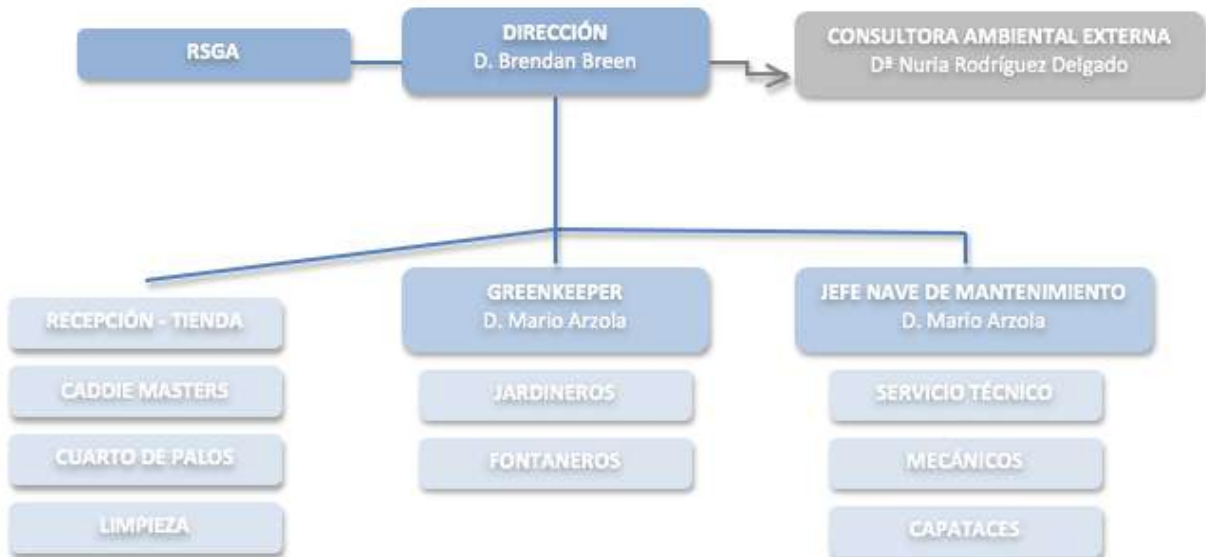 RSGA
DIRECCIÓN
D. Brendan Breen
CONSULTORA AMBIENTAL EXTERNA
Dª Nuria Rodríguez Delgado
RECEPCIÓN - TIENDA
CADDIE MASTERS
CUARTO DE PALOS
LIMPIEZA
GREENKEEPER
D. Mario Arzola
JARDINEROS
FONTANEROS
JEFE NAVE DE MANTENIMIENTO
D. Mario Arzola
SERVICIO TÉCNICO
MECÁNICOS
CAPATACES